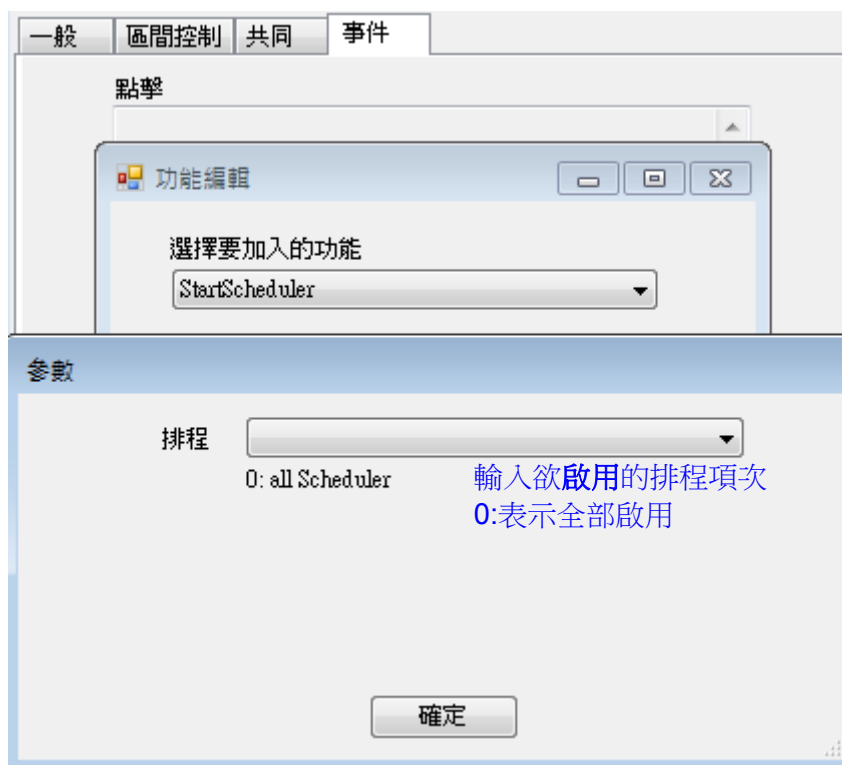 一般 區間控制 共同 事件
點擊
功能編輯
選擇要加入的功能
StartScheduler
參數
排程
0: all Scheduler 輸入欲啟用的排程項次
0:表示全部啟用
確定